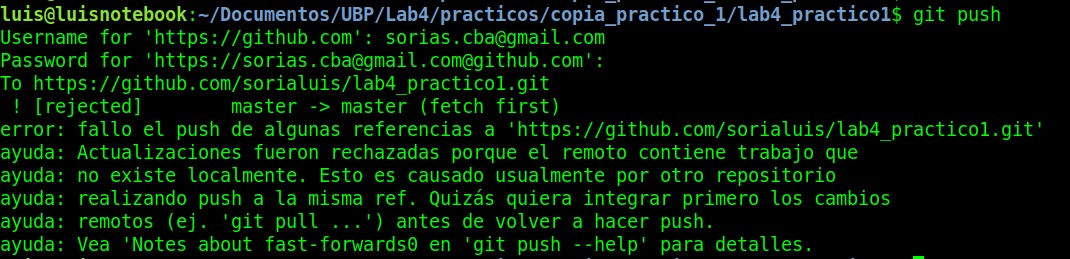 luis@luisnotebook:~/Documentos/UBP/Lab4/practicos/copia_practico_1/lab4_practico1$ git push
Username for 'https://github.com': sorias.cba@gmail.com
Password for 'https://sorias.cba@gmail.com@github.com':
To https://github.com/sorialuis/lab4_practico1.git
 ! [rejected]        master -> master (fetch first)
error: fallo el push de algunas referencias a 'https://github.com/sorialuis/lab4_practico1.git'
ayuda: Actualizaciones fueron rechazadas porque el remoto contiene trabajo que
ayuda: no existe localmente. Esto es causado usualmente por otro repositorio
ayuda: realizando push a la misma ref. Quizás quiera integrar primero los cambios
ayuda: remotos (ej. 'git pull ...') antes de volver a hacer push.
ayuda: Vea 'Notes about fast-forwards0 en 'git push --help' para detalles.